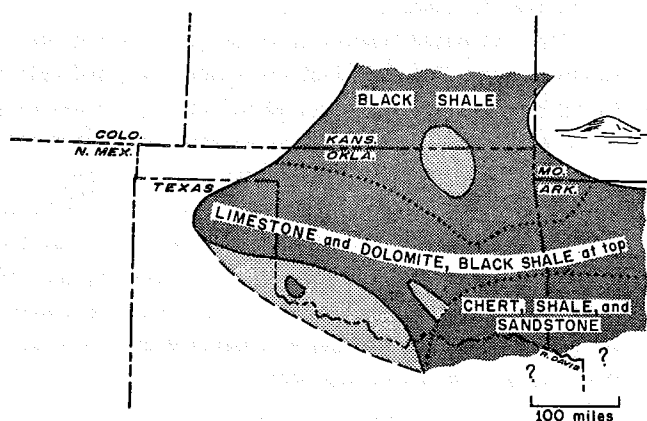 BLACK SHALE
COLO.
N. MEX.
KANS.
OKLA.
TEXAS
MO.
ARK.
LIMESTONE and DOLOMITE, BLACK SHALE at top
CHERT, SHALE, and
SANDSTONE
R. DAVIS
?
?
100 miles